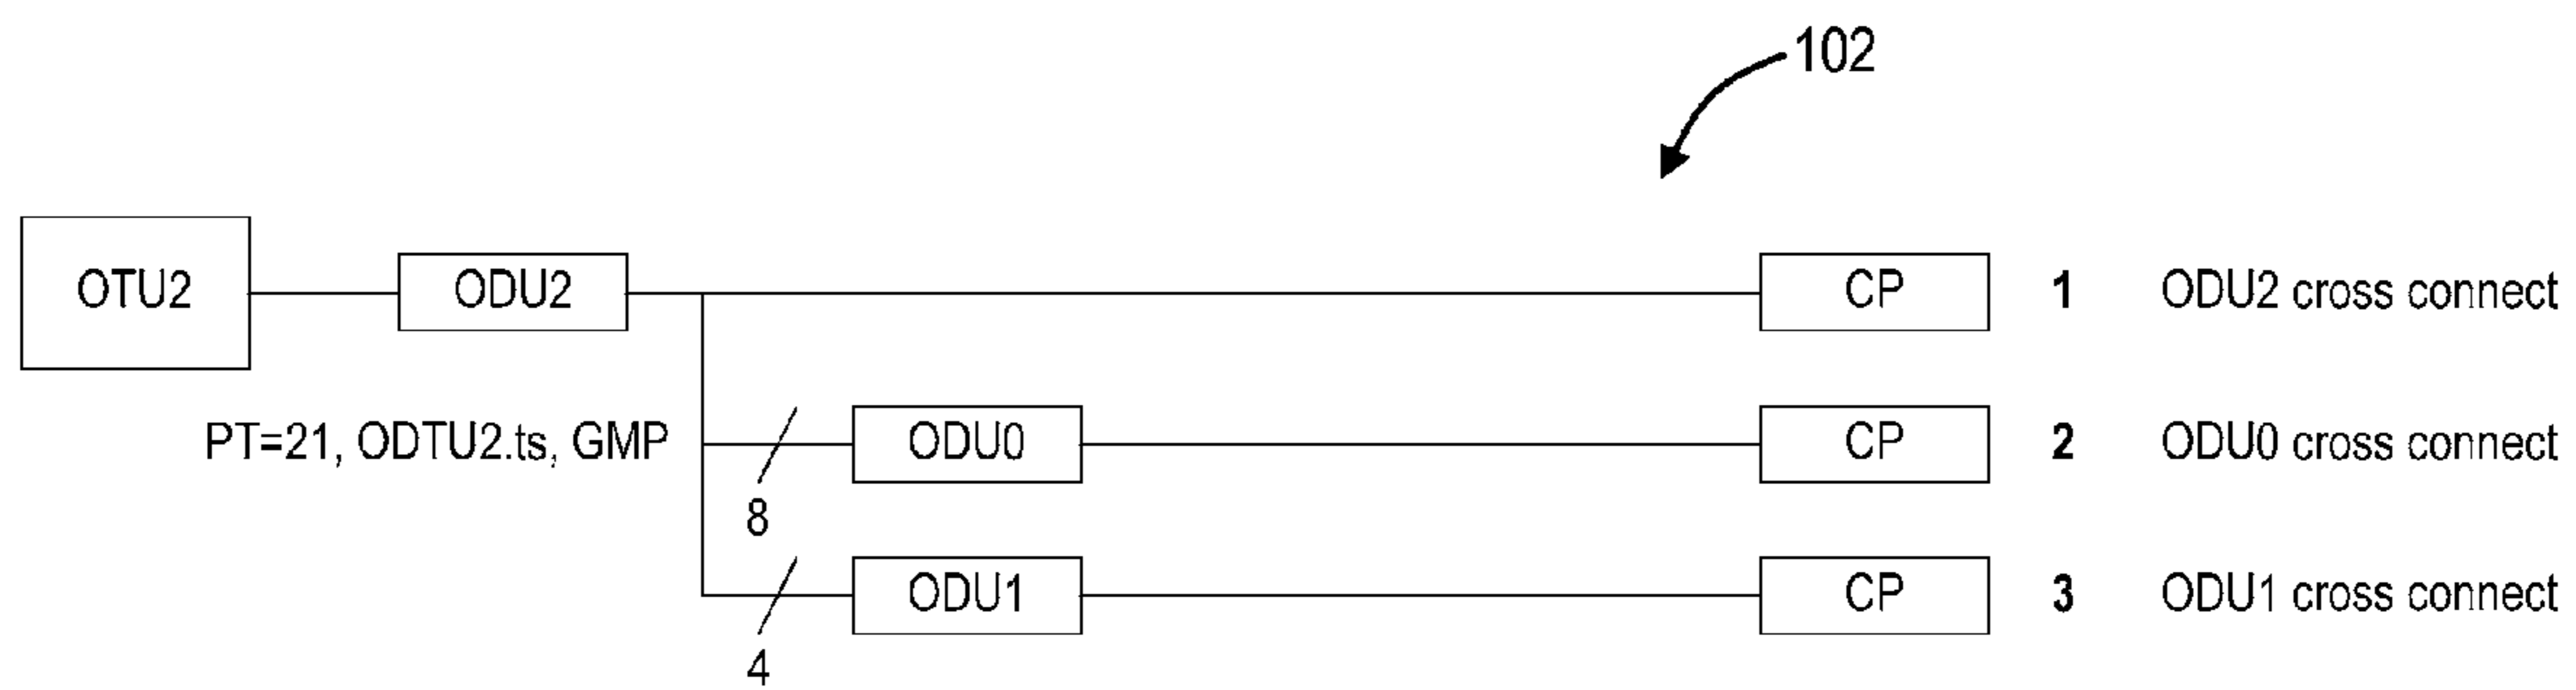 102
OTU2 ODU2 CP 1 ODU2 cross connect
PT=21, ODTU2.ts, GMP ODU0 CP 2 ODU0 cross connect
8
ODU1 CP 3 ODU1 cross connect
4